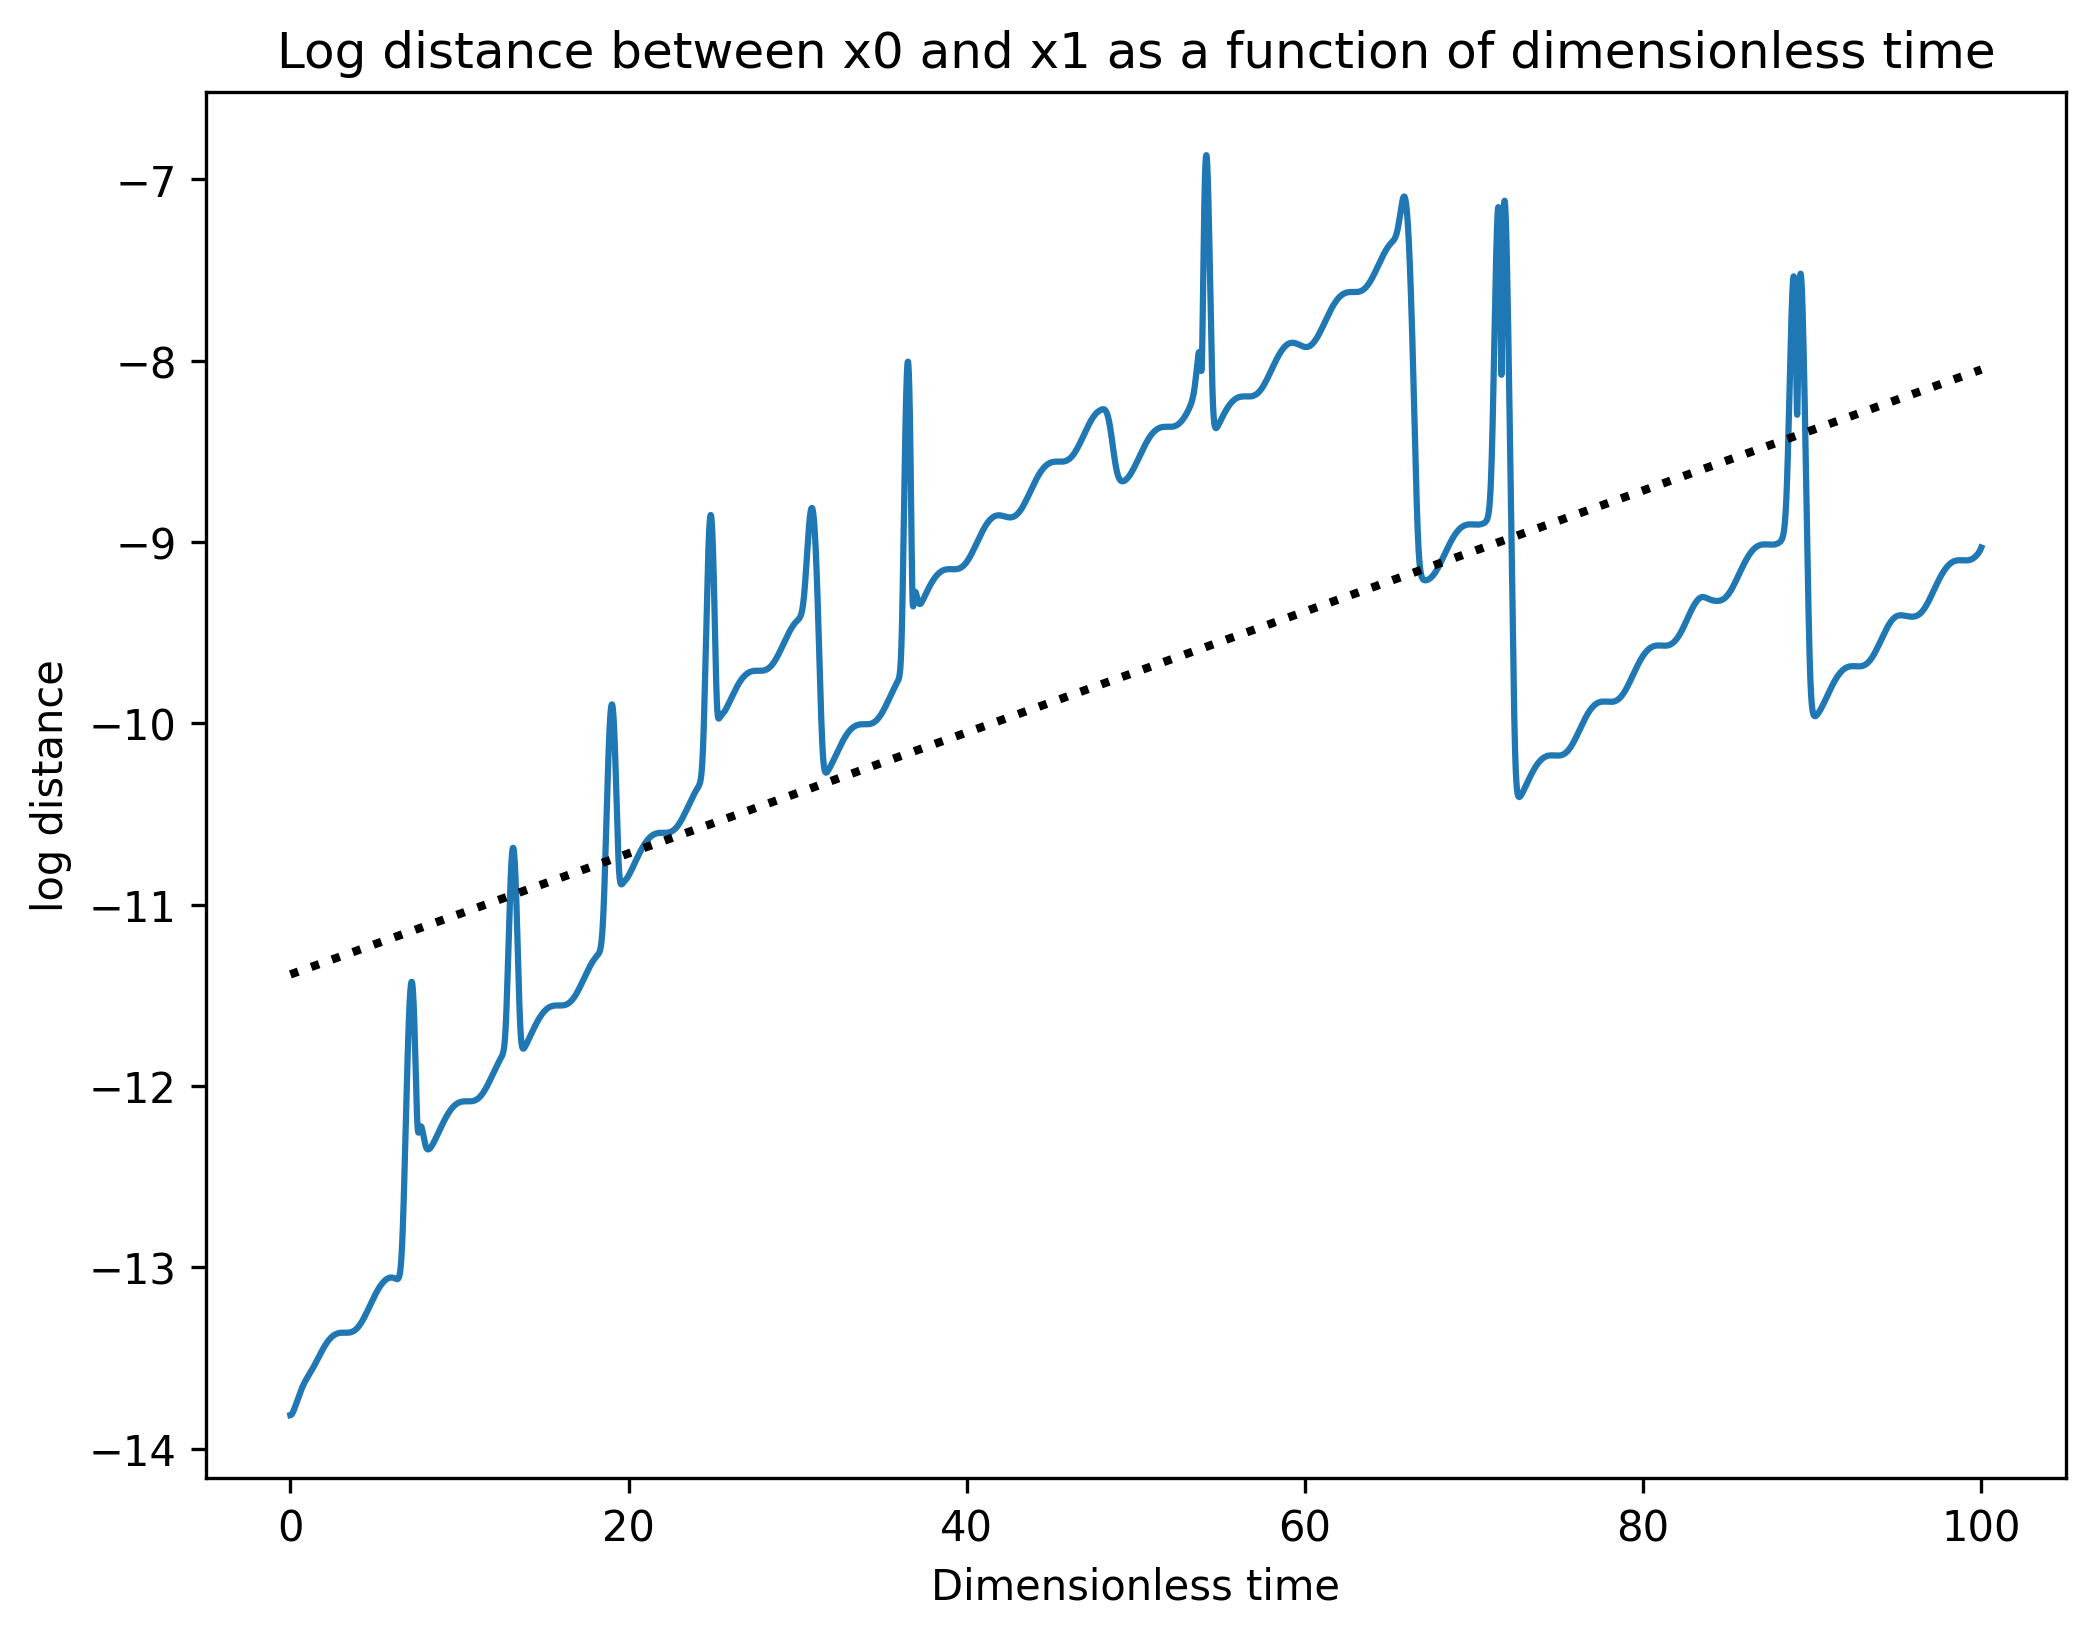 Log distance between x0 and x1 as a function of dimensionless time
log distance
−7
−8
−9
−10
−11
−12
−13
−14
0 20 40 60 80 100
Dimensionless time